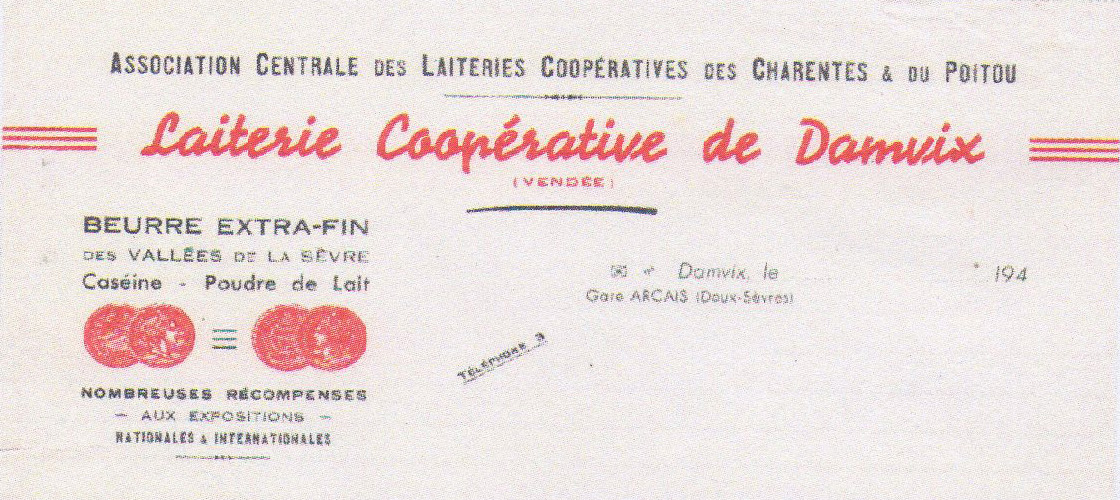 ASSOCIATION CENTRALE DES LAITERIES COOPÉRATIVES DES CHARENTES & DU POITOU
Laiterie Coopérative de Damvix
(VENDÉE)
BEURRE EXTRA-FIN
DES VALLÉES DE LA SÈVRE
Caséine - Poudre de Lait
NOMBREUSES RÉCOMPENSES
— AUX EXPOSITIONS —
NATIONALES & INTERNATIONALES
Damvix, le 194
Gare ARCAIS (Deux-Sèvres)
TÉLÉPHONE 3